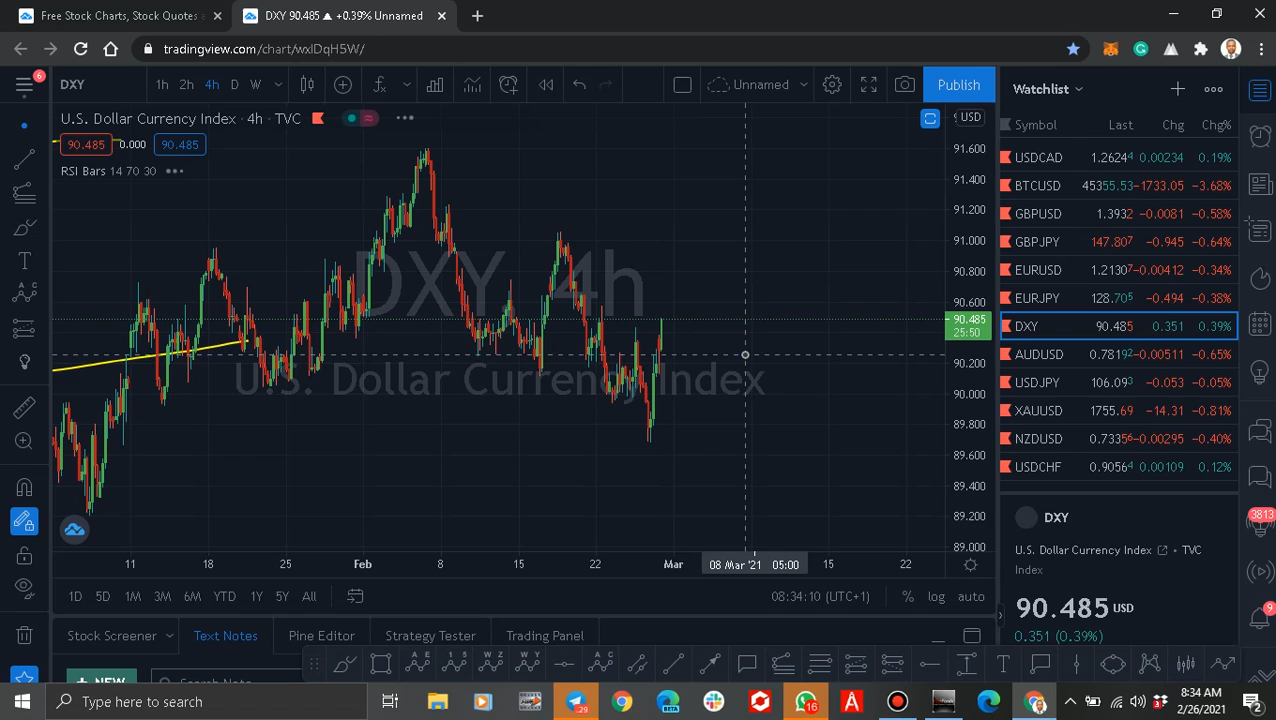 Free Stock Charts, Stock Quotes
DXY 90.485 ▲ +0.39% Unnamed
tradingview.com/chart/wxlDqH5W/
6
DXY
1h 2h 4h D W
Unnamed
Publish
U.S. Dollar Currency Index · 4h · TVC
90.485 0.000 90.485
RSI Bars 14 70 30
DXY, 4h
U.S. Dollar Currency Index
USD
91.600
91.400
91.200
91.000
90.800
90.600
90.485
25:50
90.200
90.000
89.800
89.600
89.400
89.200
89.000
11 18 25 Feb 8 15 22 Mar 08 Mar '21 05:00 15 22
1D 5D 1M 3M 6M YTD 1Y 5Y All
08:34:10 (UTC+1) % log auto
Watchlist
Symbol Last Chg Chg%
USDCAD 1.26244 0.00234 0.19%
BTCUSD 45355.53 -1733.05 -3.68%
GBPUSD 1.3932 -0.0081 -0.58%
GBPJPY 147.807 -0.945 -0.64%
EURUSD 1.21307 -0.00412 -0.34%
EURJPY 128.705 -0.494 -0.38%
DXY 90.485 0.351 0.39%
AUDUSD 0.78192 -0.00511 -0.65%
USDJPY 106.093 -0.053 -0.05%
XAUUSD 1755.69 -14.31 -0.81%
NZDUSD 0.73356 -0.00295 -0.40%
USDCHF 0.90564 0.00109 0.12%
DXY
U.S. Dollar Currency Index · TVC
Index
90.485 USD
0.351 (0.39%)
3813
9
Stock Screener Text Notes Pine Editor Strategy Tester Trading Panel
NEW
Search Note
Type here to search
29
16
8:34 AM
2/26/2021
2